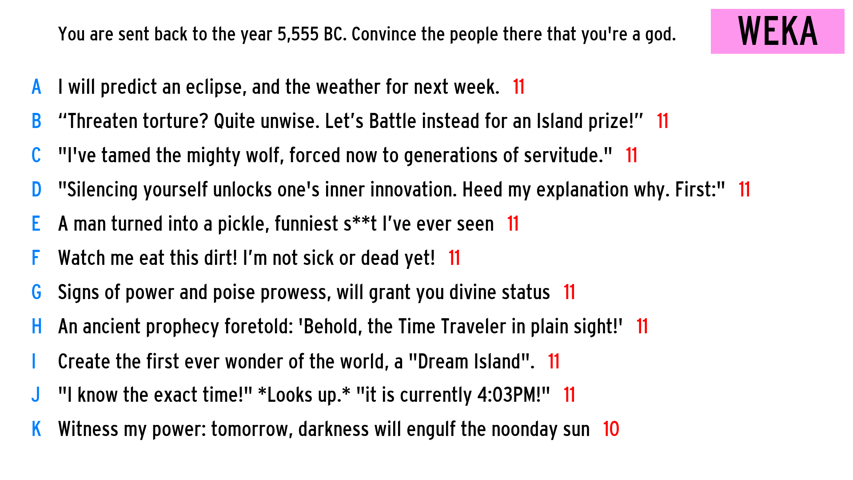 You are sent back to the year 5,555 BC. Convince the people there that you're a god.
WEKA
A I will predict an eclipse, and the weather for next week. 11
B “Threaten torture? Quite unwise. Let’s Battle instead for an Island prize!” 11
C "I've tamed the mighty wolf, forced now to generations of servitude." 11
D "Silencing yourself unlocks one's inner innovation. Heed my explanation why. First:" 11
E A man turned into a pickle, funniest s**t I’ve ever seen 11
F Watch me eat this dirt! I’m not sick or dead yet! 11
G Signs of power and poise prowess, will grant you divine status 11
H An ancient prophecy foretold: 'Behold, the Time Traveler in plain sight!' 11
I Create the first ever wonder of the world, a "Dream Island". 11
J "I know the exact time!" *Looks up.* "it is currently 4:03PM!" 11
K Witness my power: tomorrow, darkness will engulf the noonday sun 10